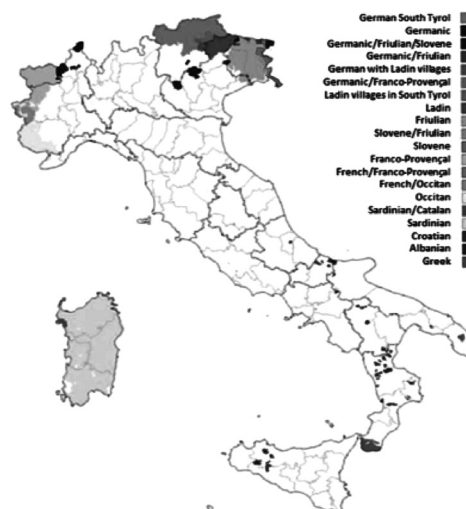 German South Tyrol
Germanic
Germanic/Friulian/Slovene
Germanic/Friulian
German with Ladin villages
Germanic/Franco-Provençal
Ladin villages in South Tyrol
Ladin
Friulian
Slovene/Friulian
Slovene
Franco-Provençal
French/Franco-Provençal
French/Occitan
Occitan
Sardinian/Catalan
Sardinian
Croatian
Albanian
Greek